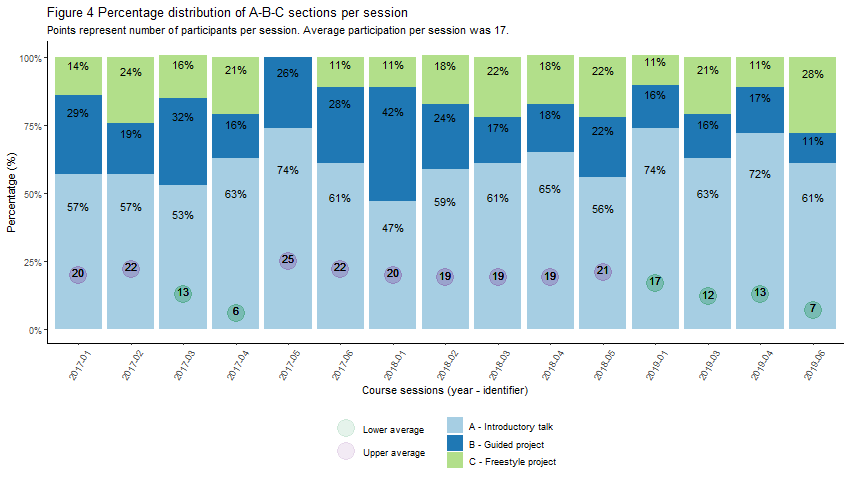 Figure 4 Percentage distribution of A-B-C sections per session
Points represent number of participants per session. Average participation per session was 17.
Percentatge (%)
100%
75%
50%
25%
0%
14% 24% 16% 21% 26% 11% 11% 18% 22% 18% 22% 11% 21% 11% 28%
29% 19% 32% 16% 28% 42% 24% 17% 18% 22% 16% 16% 17% 11%
57% 57% 53% 63% 74% 61% 47% 59% 61% 65% 56% 74% 63% 72% 61%
20 22 13 6 25 22 20 19 19 19 21 17 12 13 7
2017-01 2017-02 2017-03 2017-04 2017-05 2017-06 2018-01 2018-02 2018-03 2018-04 2018-05 2019-01 2019-03 2019-04 2019-06
Course sessions (year - identifier)
Lower average
Upper average
A - Introductory talk
B - Guided project
C - Freestyle project